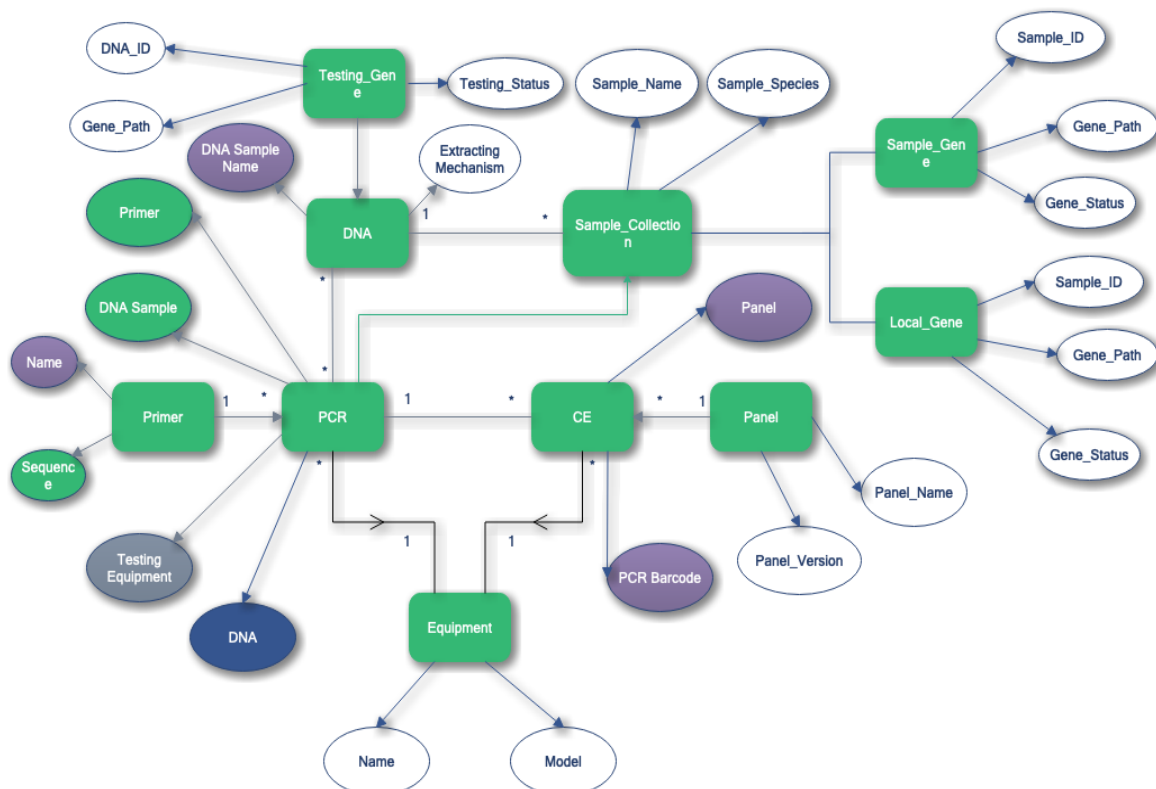 DNA_ID
Testing_Gen
e
Testing_Status
Sample_Name
Sample_Species
Sample_ID
Gene_Path
Gene_Path
Sample_Gen
e
DNA Sample
Name
Extracting
Mechanism
Gene_Status
Primer
DNA
1
*
Sample_Collectio
n
*
Sample_ID
DNA Sample
Panel
Local_Gene
Name
Gene_Path
*
Primer
1
*
PCR
1
*
CE
*
1
Panel
Sequenc
e
*
*
Gene_Status
Panel_Name
1
1
Testing
Equipment
Panel_Version
PCR Barcode
DNA
Equipment
Name
Model